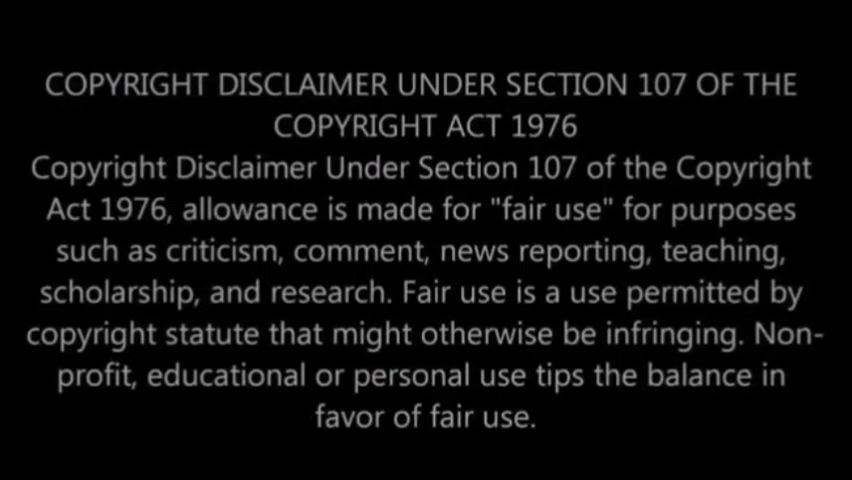 COPYRIGHT DISCLAIMER UNDER SECTION 107 OF THE
COPYRIGHT ACT 1976
Copyright Disclaimer Under Section 107 of the Copyright
Act 1976, allowance is made for "fair use" for purposes
such as criticism, comment, news reporting, teaching,
scholarship, and research. Fair use is a use permitted by
copyright statute that might otherwise be infringing. Non-
profit, educational or personal use tips the balance in
favor of fair use.